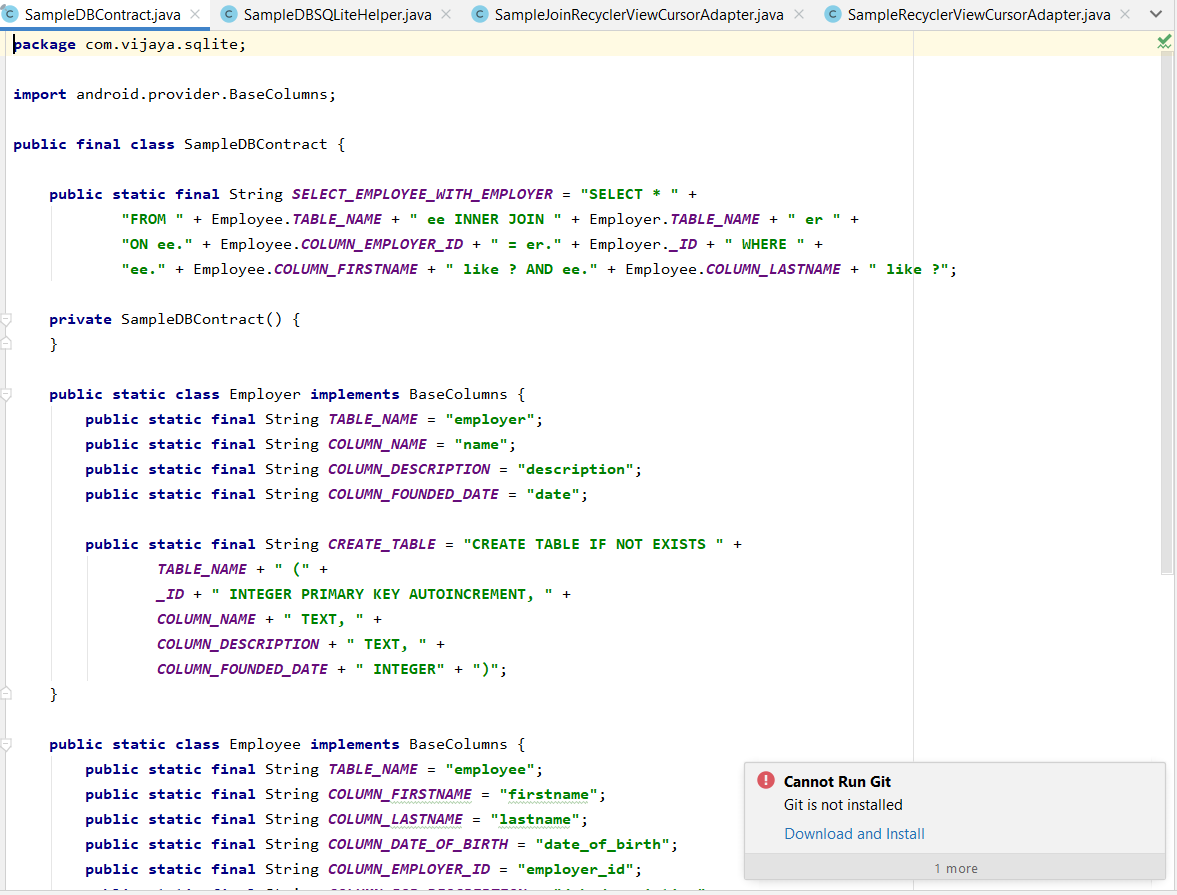 SampleDBContract.java SampleDBSQLiteHelper.java SampleJoinRecyclerViewCursorAdapter.java SampleRecyclerViewCursorAdapter.java
package com.vijaya.sqlite;
import android.provider.BaseColumns;
public final class SampleDBContract {
public static final String SELECT_EMPLOYEE_WITH_EMPLOYER = "SELECT * " +
"FROM " + Employee.TABLE_NAME + " ee INNER JOIN " + Employer.TABLE_NAME + " er " +
"ON ee." + Employee.COLUMN_EMPLOYER_ID + " = er." + Employer._ID + " WHERE " +
"ee." + Employee.COLUMN_FIRSTNAME + " like ? AND ee." + Employee.COLUMN_LASTNAME + " like ?";
private SampleDBContract() {
}
public static class Employer implements BaseColumns {
public static final String TABLE_NAME = "employer";
public static final String COLUMN_NAME = "name";
public static final String COLUMN_DESCRIPTION = "description";
public static final String COLUMN_FOUNDED_DATE = "date";
public static final String CREATE_TABLE = "CREATE TABLE IF NOT EXISTS " +
TABLE_NAME + " (" +
_ID + " INTEGER PRIMARY KEY AUTOINCREMENT, " +
COLUMN_NAME + " TEXT, " +
COLUMN_DESCRIPTION + " TEXT, " +
COLUMN_FOUNDED_DATE + " INTEGER" + ")";
}
public static class Employee implements BaseColumns {
public static final String TABLE_NAME = "employee";
public static final String COLUMN_FIRSTNAME = "firstname";
public static final String COLUMN_LASTNAME = "lastname";
public static final String COLUMN_DATE_OF_BIRTH = "date_of_birth";
public static final String COLUMN_EMPLOYER_ID = "employer_id";
Cannot Run Git
Git is not installed
Download and Install
1 more